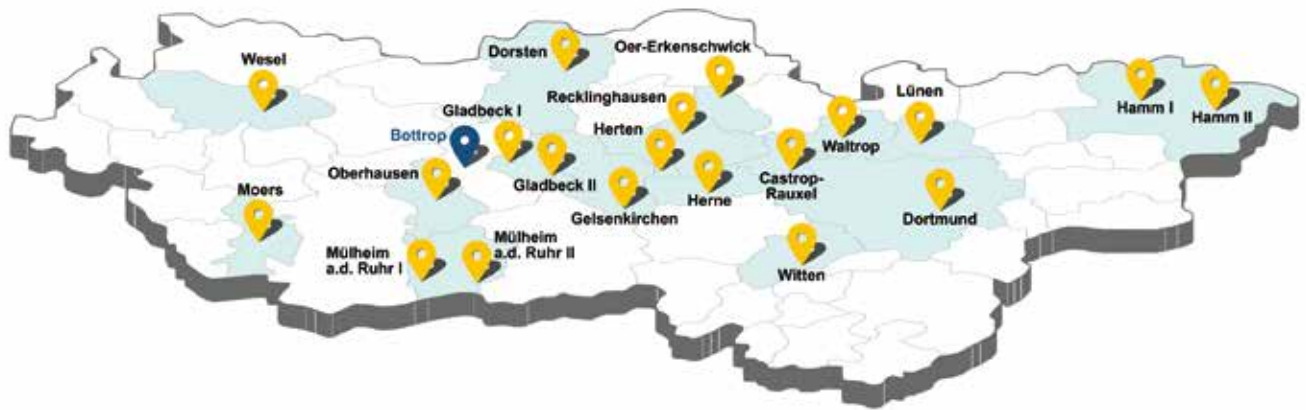 Wesel
Dorsten
Oer-Erkenschwick
Lünen
Hamm I
Hamm II
Recklinghausen
Gladbeck I
Bottrop
Herten
Waltrop
Oberhausen
Gladbeck II
Castrop-
Rauxel
Moers
Gelsenkirchen
Herne
Dortmund
Mülheim
a.d. Ruhr I
Mülheim
a.d. Ruhr II
Witten